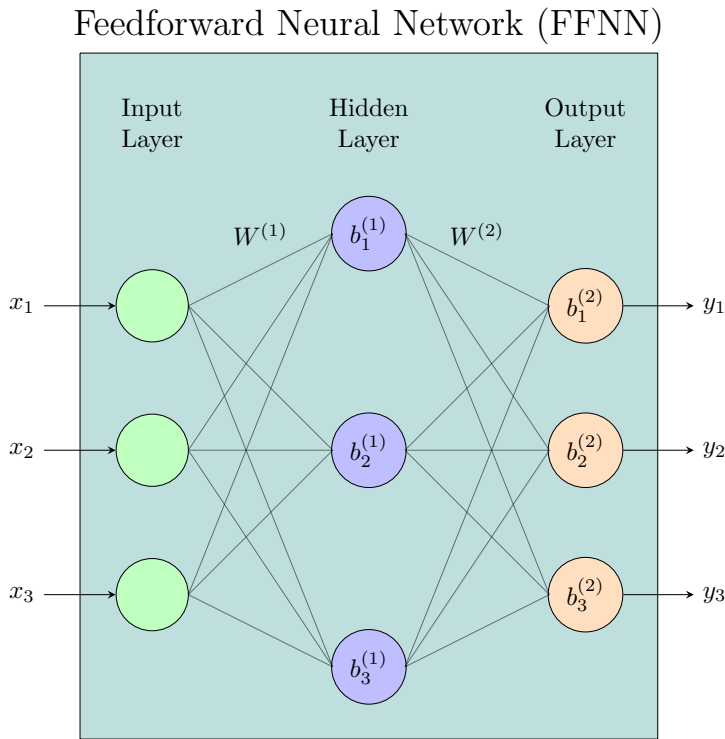 Feedforward Neural Network (FFNN)
Input
Layer
Hidden
Layer
Output
Layer
W^{(1)}
W^{(2)}
b_1^{(1)}
x_1
b_1^{(2)}
y_1
x_2
b_2^{(1)}
b_2^{(2)}
y_2
x_3
b_3^{(2)}
y_3
b_3^{(1)}